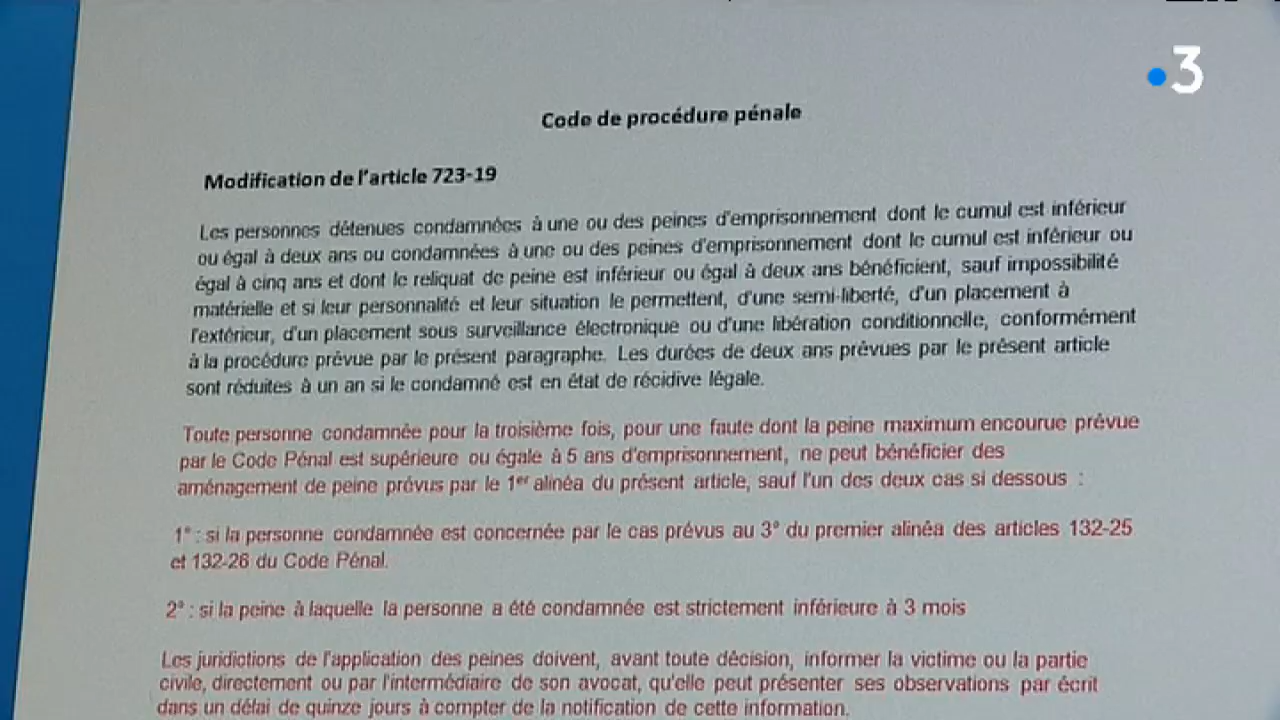 3
Code de procédure pénale
Modification de l'article 723-19
Les personnes détenues condamnées à une ou des peines d'emprisonnement dont le cumul est inférieur
ou égal à deux ans ou condamnées à une ou des peines d'emprisonnement dont le cumul est inférieur ou
égal à cinq ans et dont le reliquat de peine est inférieur ou égal à deux ans bénéficient, sauf impossibilité
matérielle et si leur personnalité et leur situation le permettent, d'une semi-liberté, d'un placement à
l'extérieur, d'un placement sous surveillance électronique ou d'une libération conditionnelle, conformément
à la procédure prévue par le présent paragraphe. Les durées de deux ans prévues par le présent article
sont réduites à un an si le condamné est en état de récidive légale.
Toute personne condamnée pour la troisième fois, pour une faute dont la peine maximum encourue prévue
par le Code Pénal est supérieure ou égale à 5 ans d'emprisonnement, ne peut bénéficier des
aménagement de peine prévus par le 1er alinéa du présent article, sauf l'un des deux cas si dessous :
1° : si la personne condamnée est concernée par le cas prévus au 3° du premier alinéa des articles 132-25
et 132-26 du Code Pénal.
2° : si la peine à laquelle la personne a été condamnée est strictement inférieure à 3 mois
Les juridictions de l'application des peines doivent, avant toute décision, informer la victime ou la partie
civile, directement ou par l'intermédiaire de son avocat, qu'elle peut présenter ses observations par écrit
dans un délai de quinze jours à compter de la notification de cette information.